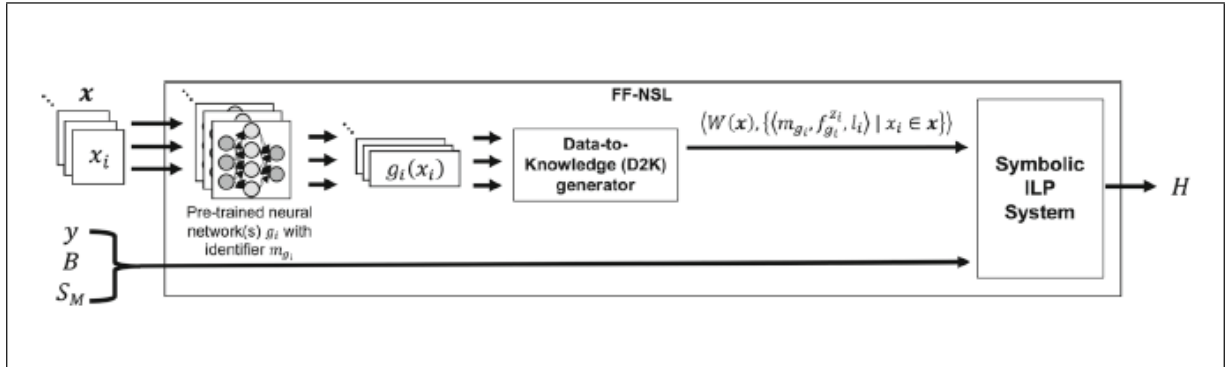 FF-NSL
𝒙
x_i
g_i(x_i)
Data-to-
Knowledge (D2K)
generator
⟨W(𝒙), {⟨m_{g_i}, f_{g_i}^{z_i}, l_i⟩ | x_i ∈ 𝒙}⟩
Symbolic
ILP
System
H
Pre-trained neural
network(s) g_i with
identifier m_{g_i}
y
B
S_M